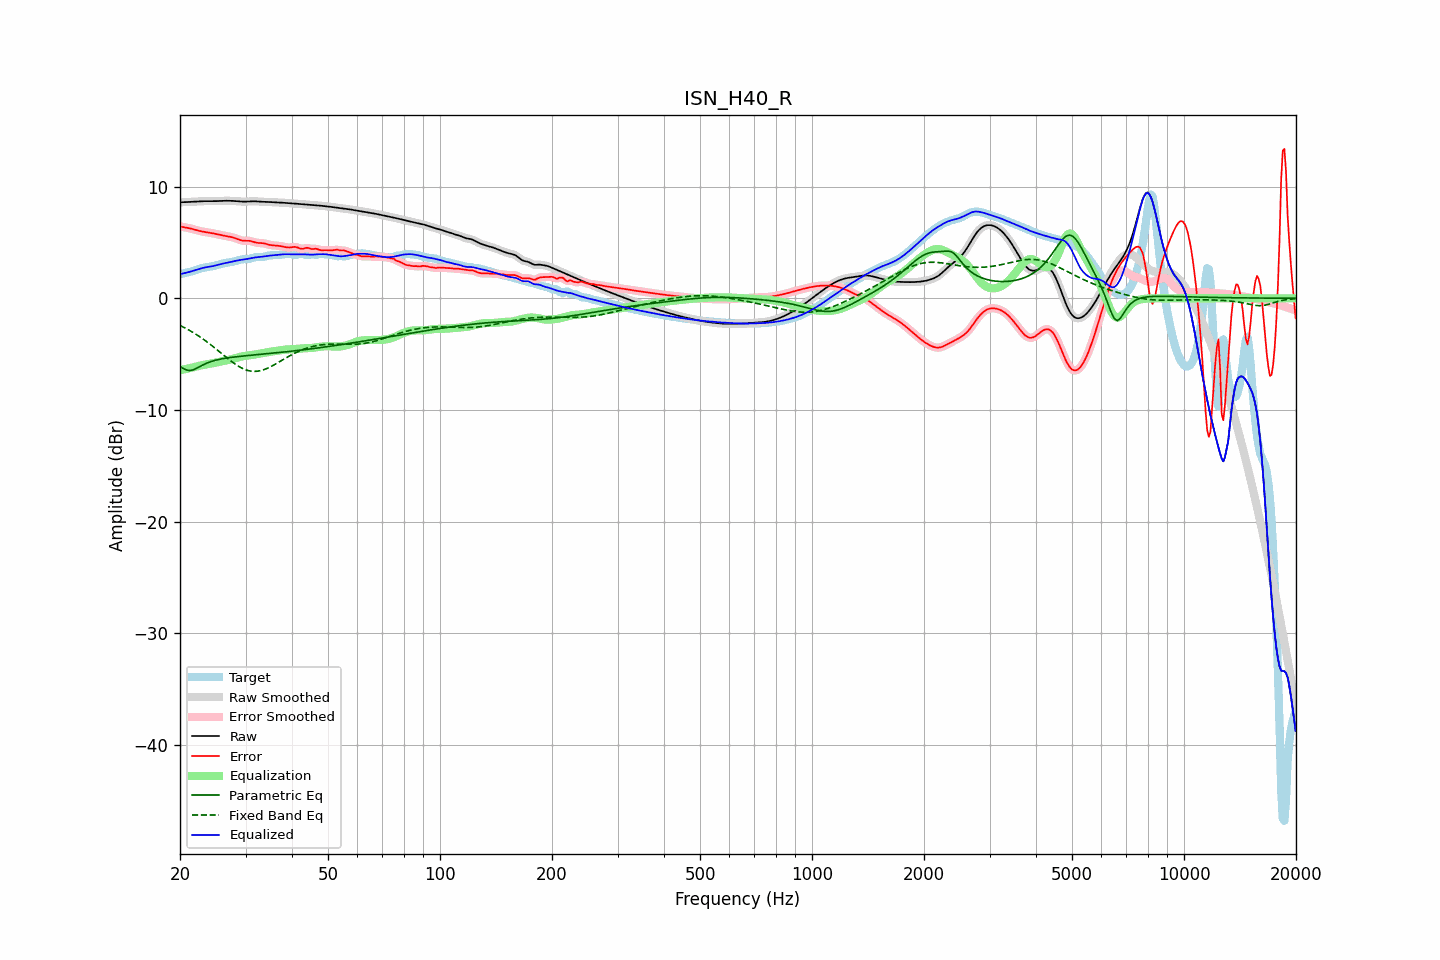 ISN_H40_R
10
0
−10
−20
−30
−40
Amplitude (dBr)
Target
Raw Smoothed
Error Smoothed
Raw
Error
Equalization
Parametric Eq
Fixed Band Eq
Equalized
20 50 100 200 500 1000 2000 5000 10000 20000
Frequency (Hz)